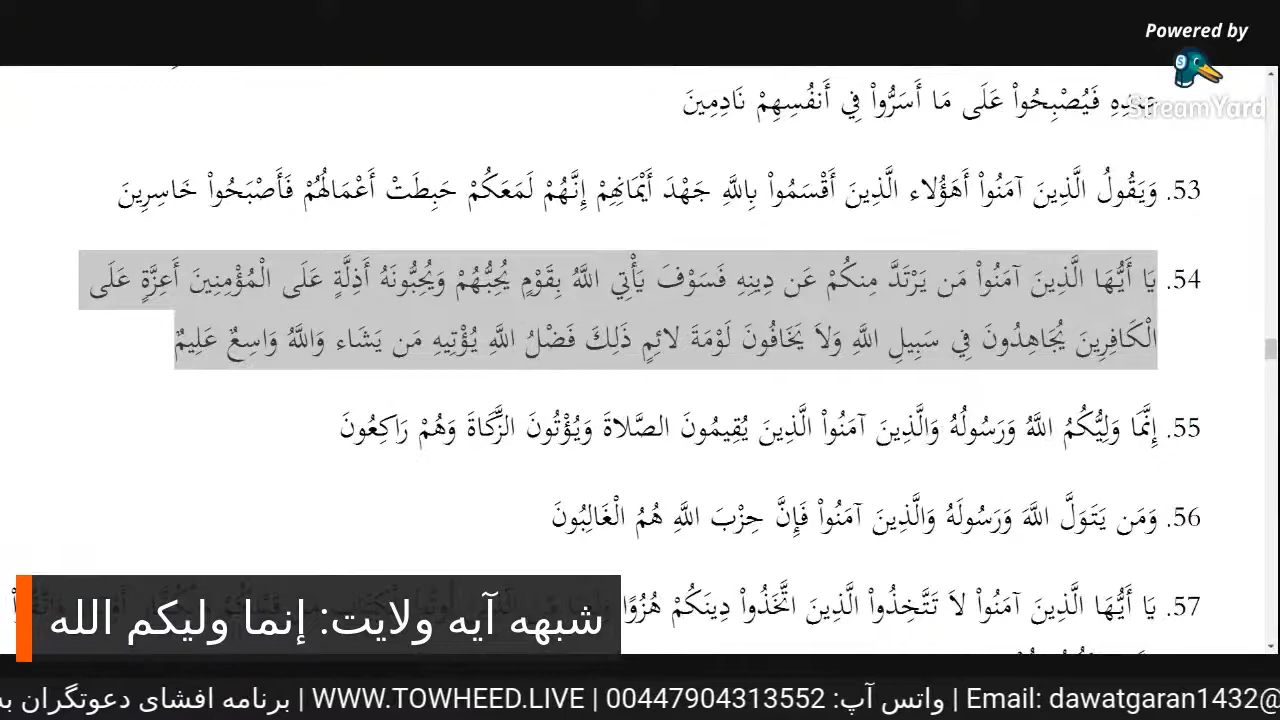 Powered by
StreamYard
فَيُصْبِحُواْ عَلَى مَا أَسَرُّواْ فِي أَنفُسِهِمْ نَادِمِينَ
53. وَيَقُولُ الَّذِينَ آمَنُواْ أَهَؤُلاء الَّذِينَ أَقْسَمُواْ بِاللَّهِ جَهْدَ أَيْمَانِهِمْ إِنَّهُمْ لَمَعَكُمْ حَبِطَتْ أَعْمَالُهُمْ فَأَصْبَحُواْ خَاسِرِينَ
54. يَا أَيُّهَا الَّذِينَ آمَنُواْ مَن يَرْتَدَّ مِنكُمْ عَن دِينِهِ فَسَوْفَ يَأْتِي اللَّهُ بِقَوْمٍ يُحِبُّهُمْ وَيُحِبُّونَهُ أَذِلَّةٍ عَلَى الْمُؤْمِنِينَ أَعِزَّةٍ عَلَى
الْكَافِرِينَ يُجَاهِدُونَ فِي سَبِيلِ اللَّهِ وَلاَ يَخَافُونَ لَوْمَةَ لائِمٍ ذَلِكَ فَضْلُ اللَّهِ يُؤْتِيهِ مَن يَشَاء وَاللَّهُ وَاسِعٌ عَلِيمٌ
55. إِنَّمَا وَلِيُّكُمُ اللَّهُ وَرَسُولُهُ وَالَّذِينَ آمَنُواْ الَّذِينَ يُقِيمُونَ الصَّلاةَ وَيُؤْتُونَ الزَّكَاةَ وَهُمْ رَاكِعُونَ
56. وَمَن يَتَوَلَّ اللَّهَ وَرَسُولَهُ وَالَّذِينَ آمَنُواْ فَإِنَّ حِزْبَ اللَّهِ هُمُ الْغَالِبُونَ
57. يَا أَيُّهَا الَّذِينَ آمَنُواْ لاَ تَتَّخِذُواْ الَّذِينَ اتَّخَذُواْ دِينَكُمْ هُزُوًا
شبهه آیه ولایت: إنما وليكم الله
Email: dawatgaran1432@ | واتس آپ: 00447904313552 | WWW.TOWHEED.LIVE | برنامه افشای دعوتگران به